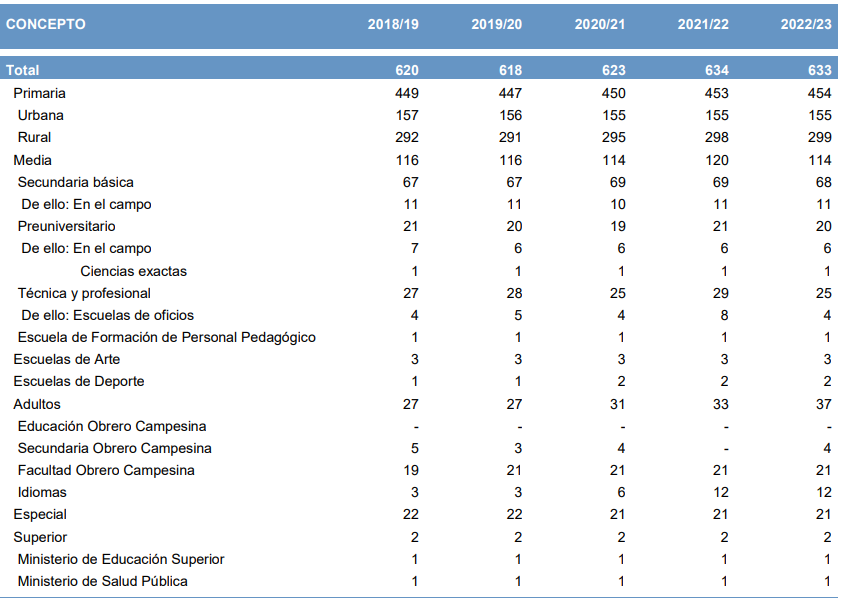 CONCEPTO 2018/19 2019/20 2020/21 2021/22 2022/23
Total 620 618 623 634 633
Primaria 449 447 450 453 454
Urbana 157 156 155 155 155
Rural 292 291 295 298 299
Media 116 116 114 120 114
Secundaria básica 67 67 69 69 68
De ello: En el campo 11 11 10 11 11
Preuniversitario 21 20 19 21 20
De ello: En el campo 7 6 6 6 6
Ciencias exactas 1 1 1 1 1
Técnica y profesional 27 28 25 29 25
De ello: Escuelas de oficios 4 5 4 8 4
Escuela de Formación de Personal Pedagógico 1 1 1 1 1
Escuelas de Arte 3 3 3 3 3
Escuelas de Deporte 1 1 2 2 2
Adultos 27 27 31 33 37
Educación Obrero Campesina - - - - -
Secundaria Obrero Campesina 5 3 4 - 4
Facultad Obrero Campesina 19 21 21 21 21
Idiomas 3 3 6 12 12
Especial 22 22 21 21 21
Superior 2 2 2 2 2
Ministerio de Educación Superior 1 1 1 1 1
Ministerio de Salud Pública 1 1 1 1 1